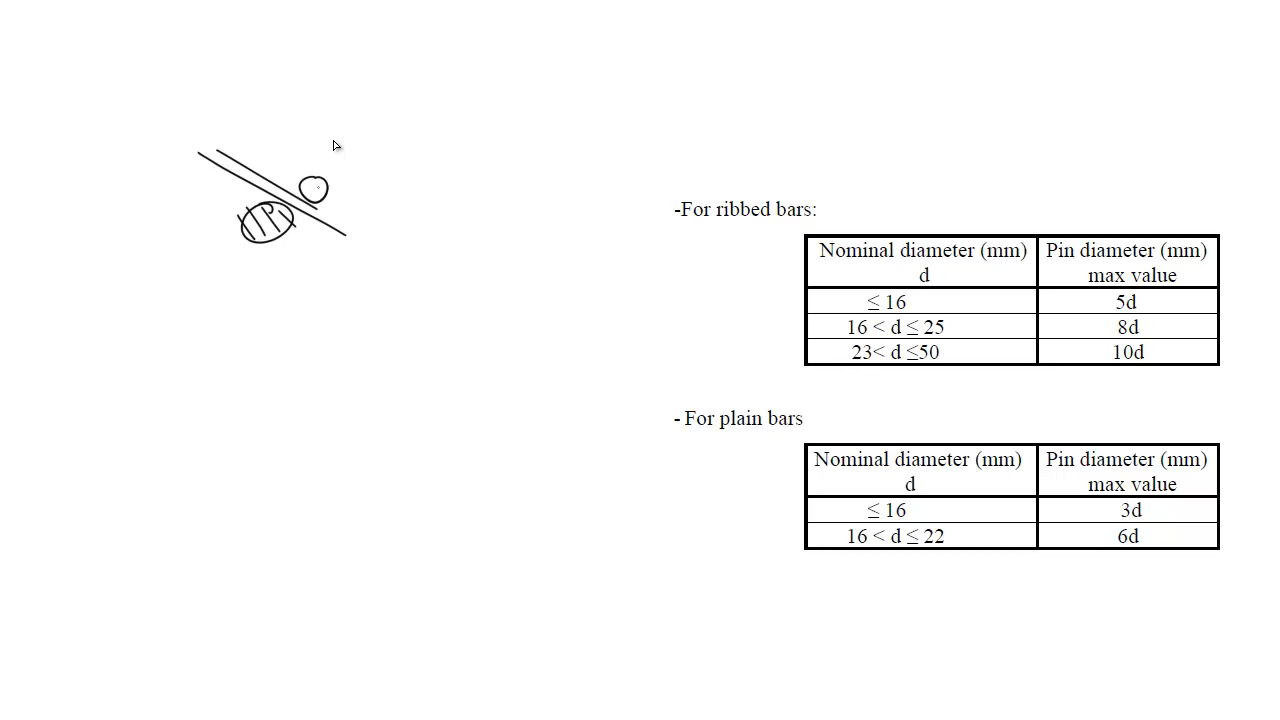 -For ribbed bars:
Nominal diameter (mm) d Pin diameter (mm) max value
≤ 16 5d
16 < d ≤ 25 8d
23< d ≤50 10d
- For plain bars
Nominal diameter (mm) d Pin diameter (mm) max value
≤ 16 3d
16 < d ≤ 22 6d